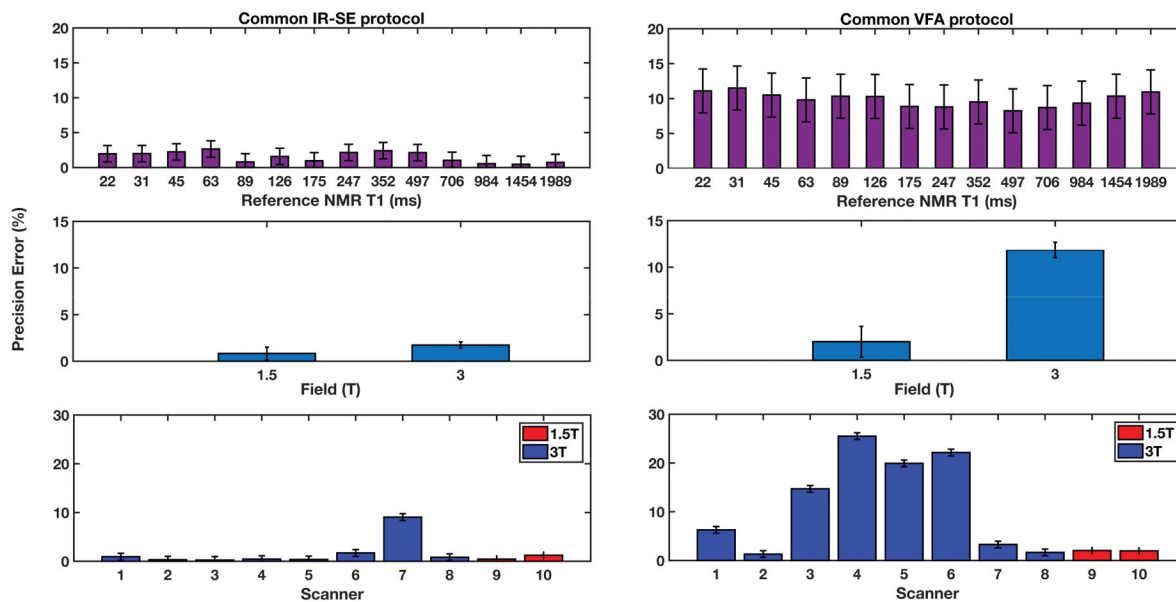 Common IR-SE protocol
20
15
10
5
0
22 31 45 63 89 126 175 247 352 497 706 984 1454 1989
Reference NMR T1 (ms)
Common VFA protocol
20
15
10
5
0
22 31 45 63 89 126 175 247 352 497 706 984 1454 1989
Reference NMR T1 (ms)
Precision Error (%)
15
10
5
0
1.5 3
Field (T)
15
10
5
0
1.5 3
Field (T)
30
20
10
0
1.5T
3T
1 2 3 4 5 6 7 8 9 10
Scanner
30
20
10
0
1.5T
3T
1 2 3 4 5 6 7 8 9 10
Scanner